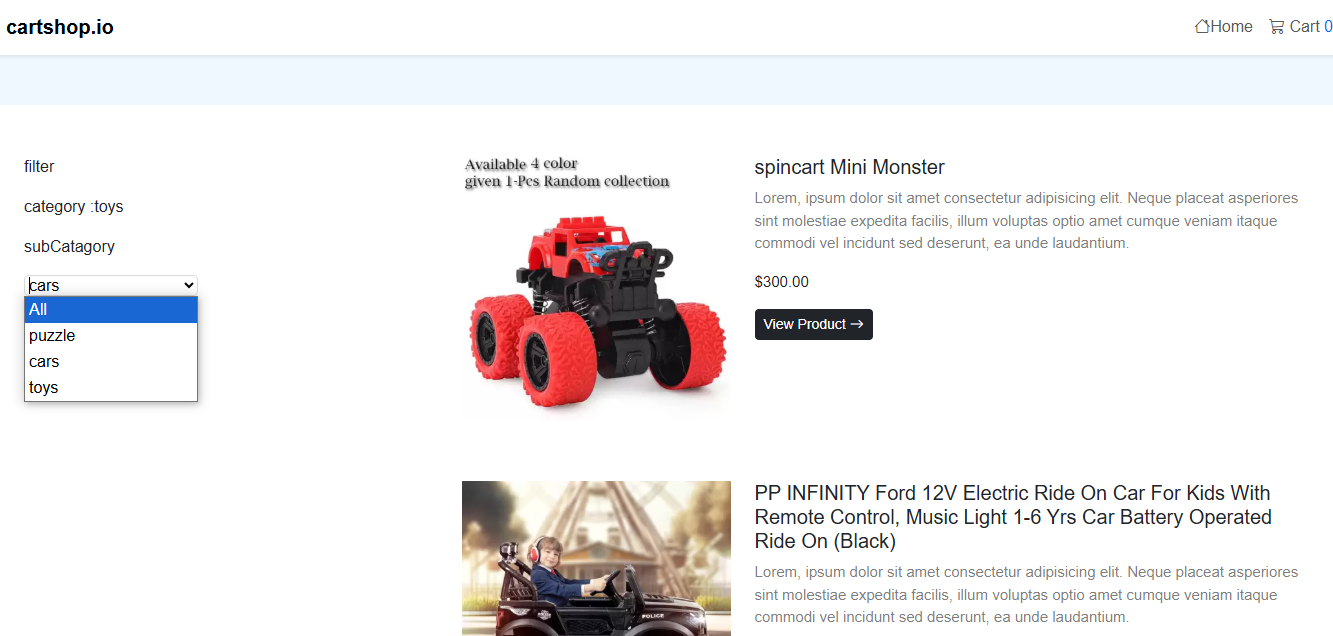 cartshop.io
Home
Cart 0
filter
category :toys
subCatagory
cars
All
puzzle
cars
toys
Available 4 color
given 1-Pcs Random collection
spincart Mini Monster
Lorem, ipsum dolor sit amet consectetur adipisicing elit. Neque placeat asperiores
sint molestiae expedita facilis, illum voluptas optio amet cumque veniam itaque
commodi vel incidunt sed deserunt, ea unde laudantium.
$300.00
View Product →
PP INFINITY Ford 12V Electric Ride On Car For Kids With
Remote Control, Music Light 1-6 Yrs Car Battery Operated
Ride On (Black)
Lorem, ipsum dolor sit amet consectetur adipisicing elit. Neque placeat asperiores
sint molestiae expedita facilis, illum voluptas optio amet cumque veniam itaque
commodi vel incidunt sed deserunt, ea unde laudantium.
POLICE